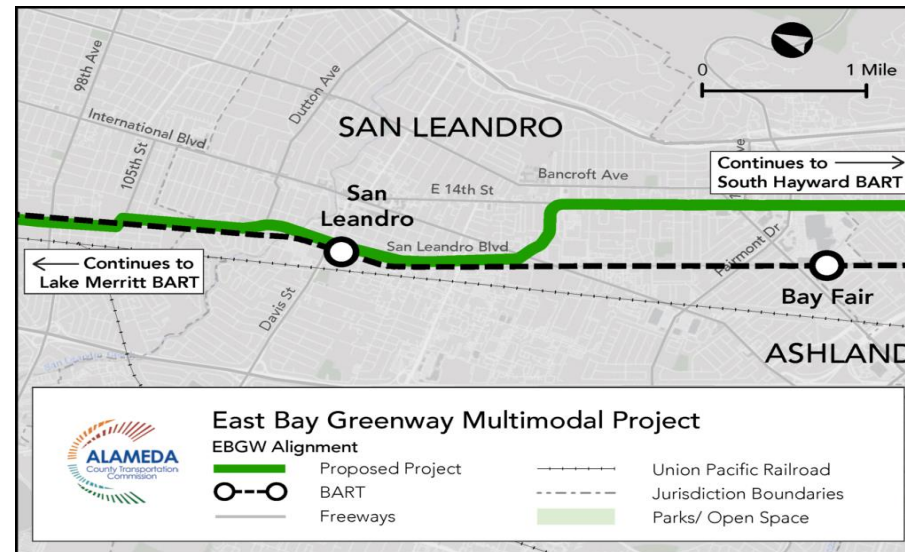 98th Ave
Dutton Ave
International Blvd
105th St
SAN LEANDRO
0
1 Mile
Bancroft Ave
E 14th St
Continues to
South Hayward BART
San
Leandro
San Leandro Blvd
Fairmont Dr
Continues to
Lake Merritt BART
Davis St
Bay Fair
ASHLAND
East Bay Greenway Multimodal Project
EBGW Alignment
Proposed Project
BART
Freeways
Union Pacific Railroad
Jurisdiction Boundaries
Parks/ Open Space
ALAMEDA
County Transportation
Commission